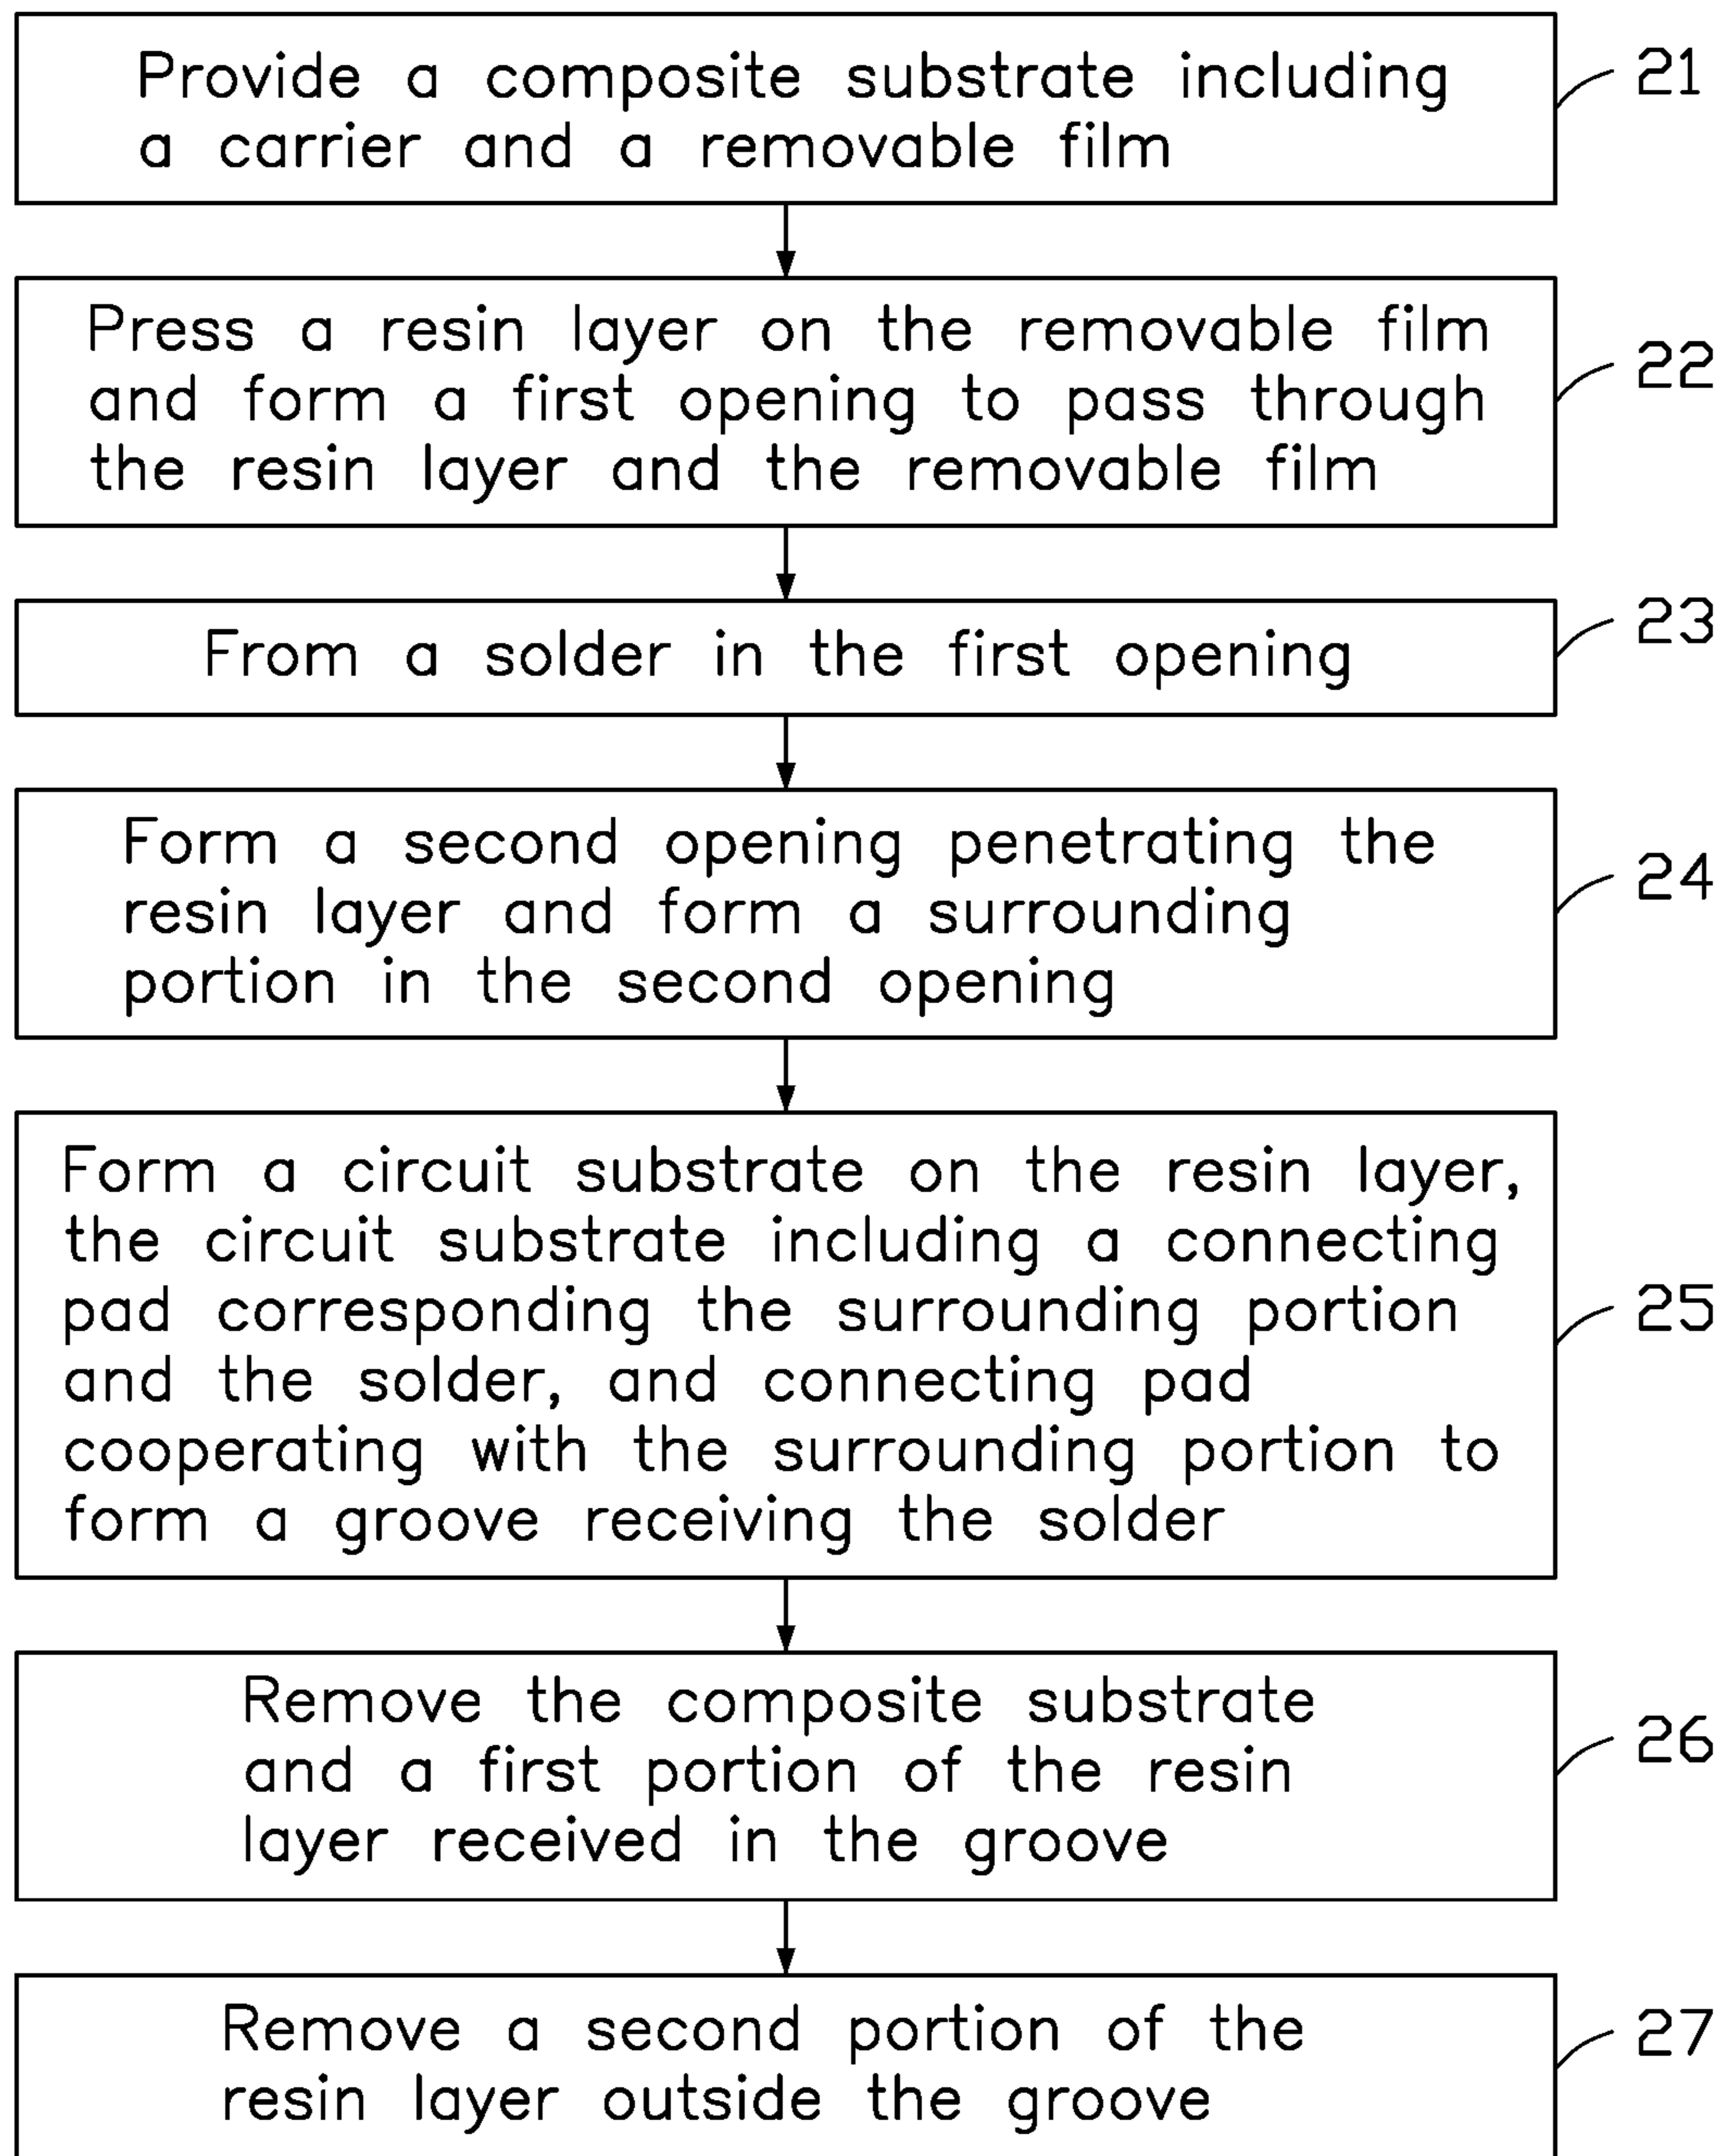 Provide a composite substrate including
a carrier and a removable film
21
Press a resin layer on the removable film
and form a first opening to pass through
the resin layer and the removable film
22
From a solder in the first opening
23
Form a second opening penetrating the
resin layer and form a surrounding
portion in the second opening
24
Form a circuit substrate on the resin layer,
the circuit substrate including a connecting
pad corresponding the surrounding portion
and the solder, and connecting pad
cooperating with the surrounding portion to
form a groove receiving the solder
25
Remove the composite substrate
and a first portion of the resin
layer received in the groove
26
Remove a second portion of the
resin layer outside the groove
27